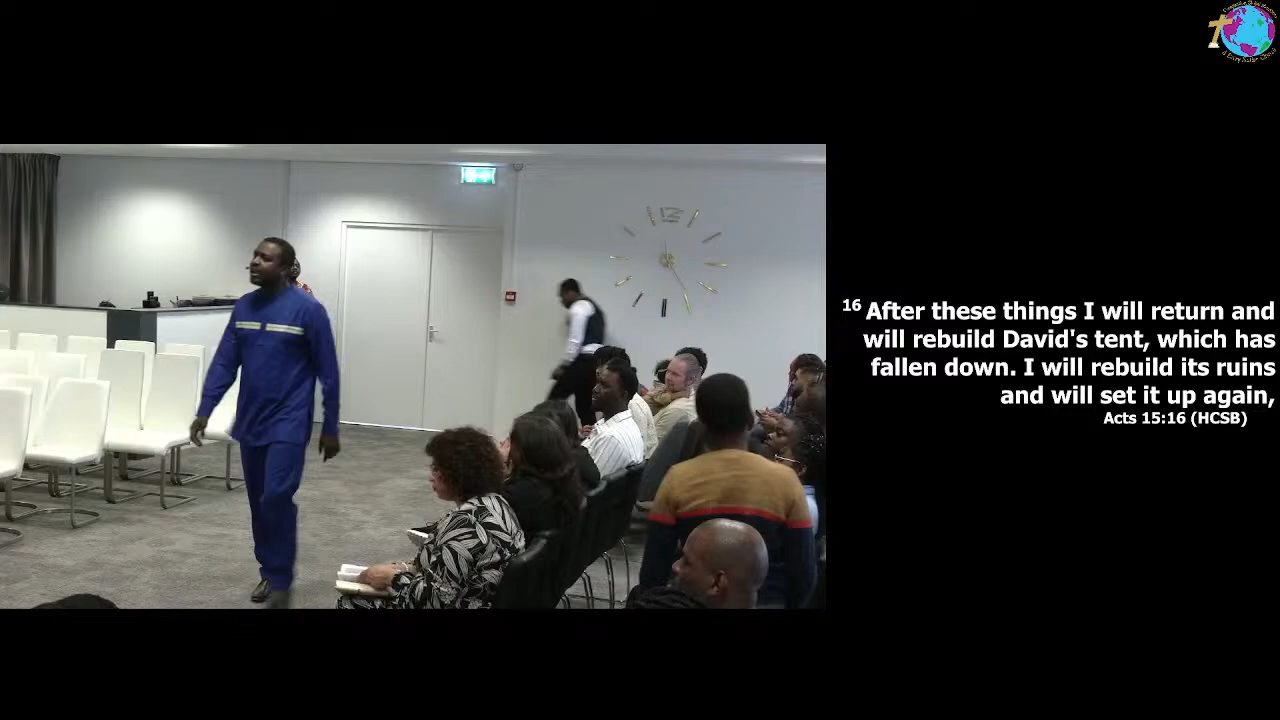 16 After these things I will return and
will rebuild David's tent, which has
fallen down. I will rebuild its ruins
and will set it up again,
Acts 15:16 (HCSB)
12